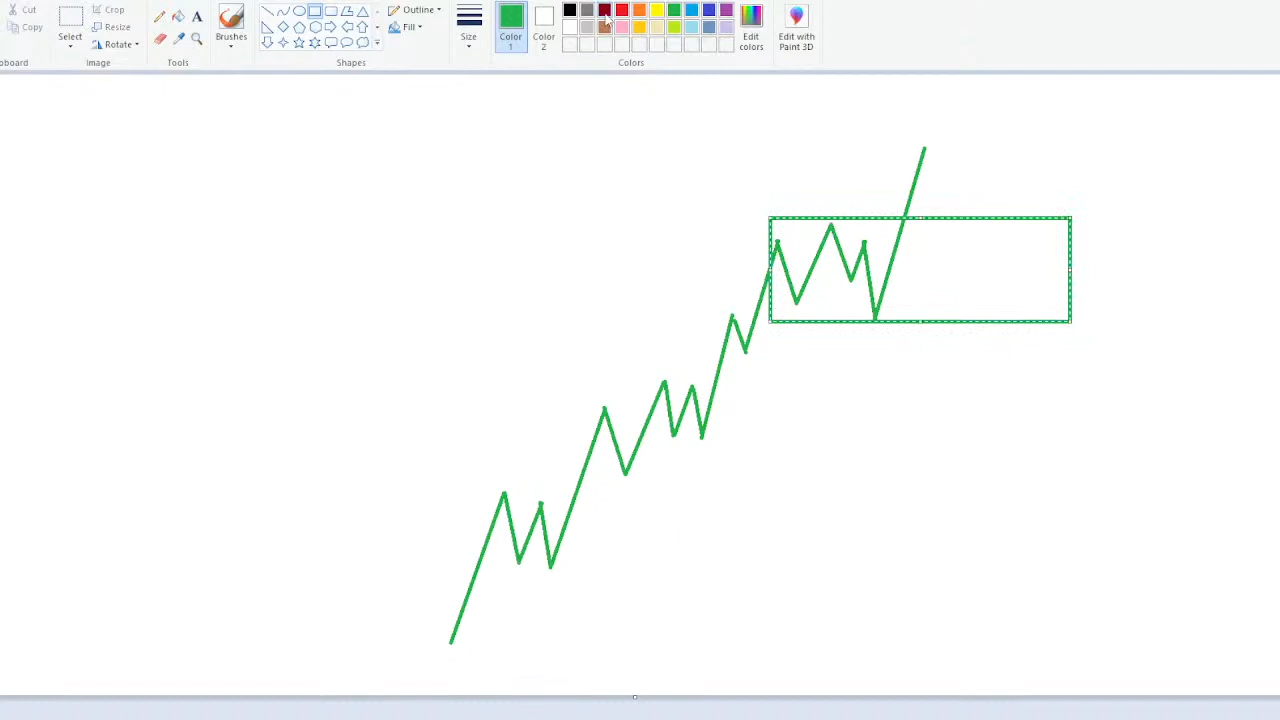 Cut
Crop
Outline
Copy
Resize
Fill
Select
Rotate
Brushes
Size
Color 1
Color 2
Edit colors
Edit with Paint 3D
oboard
Image
Tools
Shapes
Colors